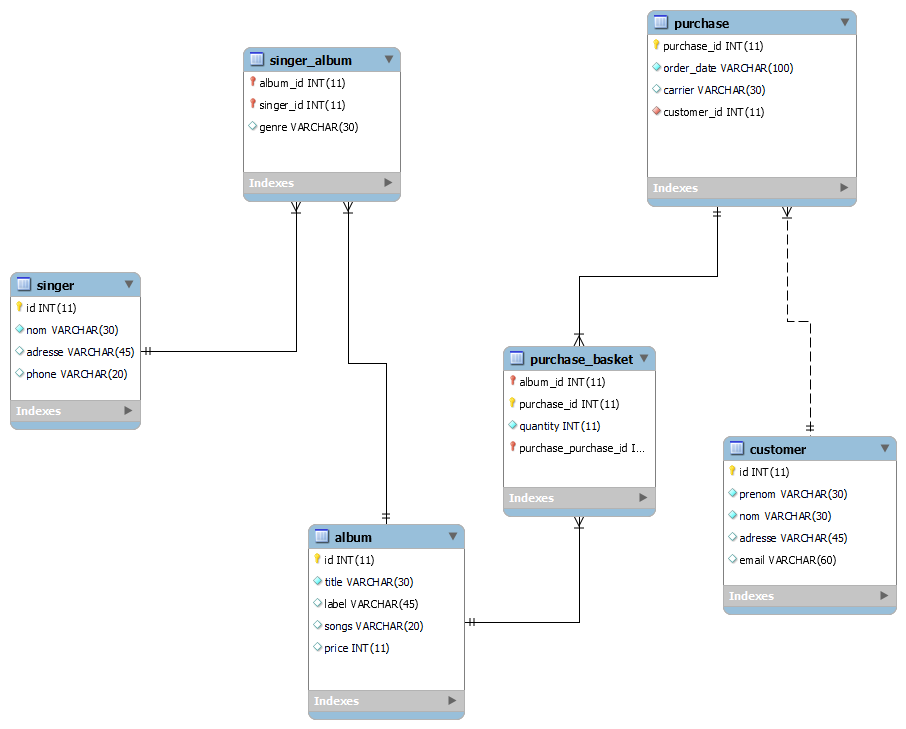 singer_album
album_id INT(11)
singer_id INT(11)
genre VARCHAR(30)
Indexes
purchase
purchase_id INT(11)
order_date VARCHAR(100)
carrier VARCHAR(30)
customer_id INT(11)
Indexes
singer
id INT(11)
nom VARCHAR(30)
adresse VARCHAR(45)
phone VARCHAR(20)
Indexes
purchase_basket
album_id INT(11)
purchase_id INT(11)
quantity INT(11)
purchase_purchase_id I...
Indexes
customer
id INT(11)
prenom VARCHAR(30)
nom VARCHAR(30)
adresse VARCHAR(45)
email VARCHAR(60)
Indexes
album
id INT(11)
title VARCHAR(30)
label VARCHAR(45)
songs VARCHAR(20)
price INT(11)
Indexes